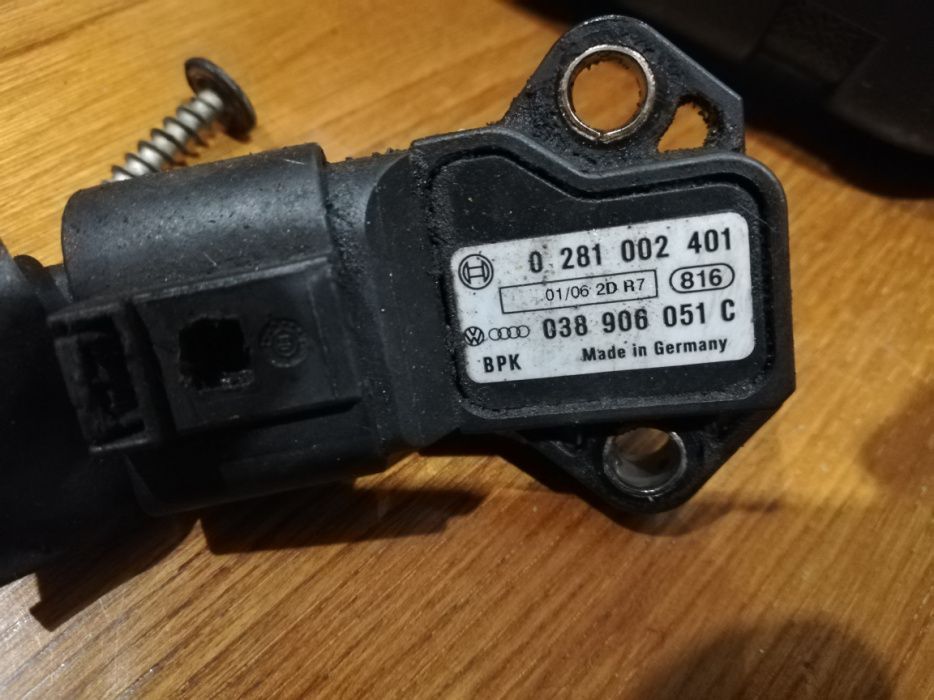 0 281 002 401
01/06 2D R7 816
038 906 051 C
BPK Made in Germany